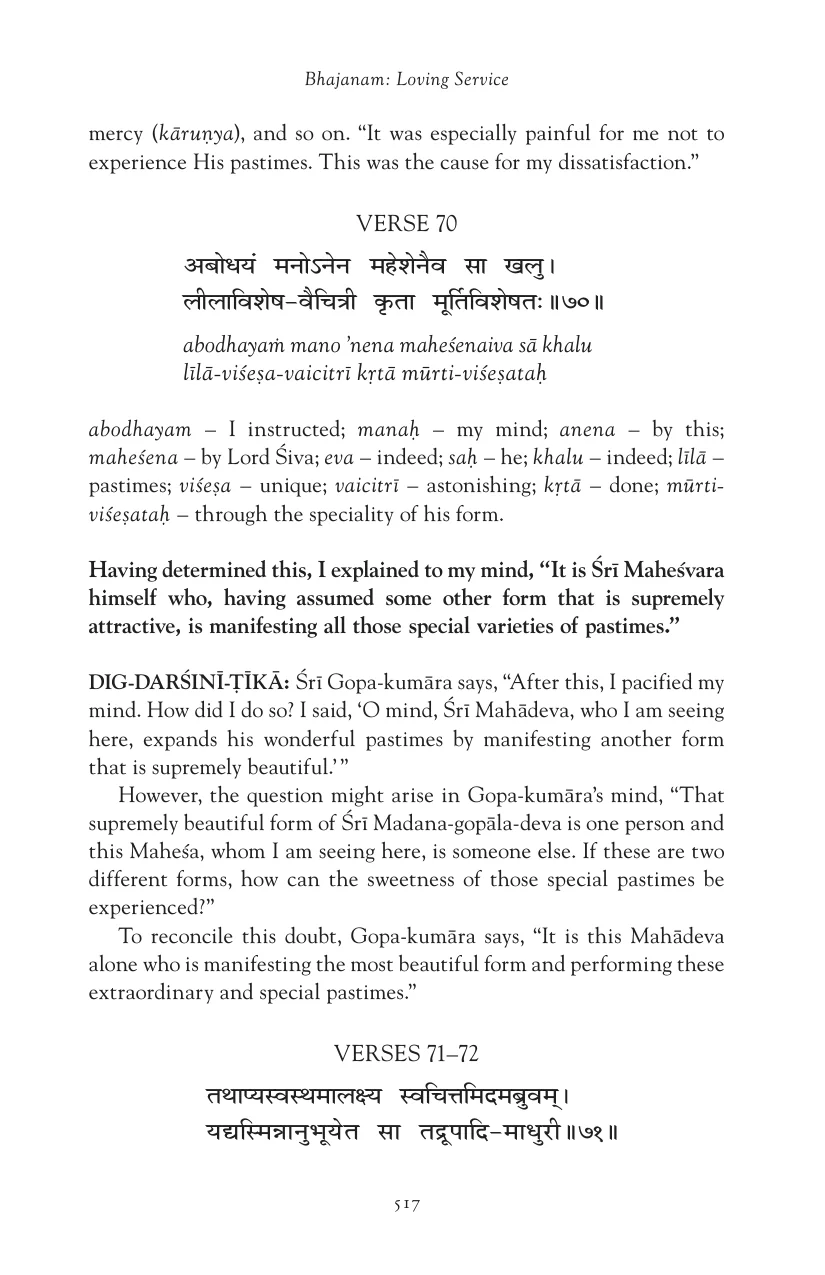 Bhajanam: Loving Service
mercy (kāruṇya), and so on. “It was especially painful for me not to
experience His pastimes. This was the cause for my dissatisfaction.”
VERSE 70
अबोधयं मनोऽनेन महेशेनैव सा खलु।
लीलाविशेष-वैचित्री कृता मूर्तिविशेषतः॥७०॥
abodhayaṁ mano ’nena maheśenaiva sā khalu
līlā-viśeṣa-vaicitrī kṛtā mūrti-viśeṣataḥ
abodhayam – I instructed; manaḥ – my mind; anena – by this;
maheśena – by Lord Śiva; eva – indeed; saḥ – he; khalu – indeed; līlā –
pastimes; viśeṣa – unique; vaicitrī – astonishing; kṛtā – done; mūrti-
viśeṣataḥ – through the speciality of his form.
Having determined this, I explained to my mind, “It is Śrī Maheśvara
himself who, having assumed some other form that is supremely
attractive, is manifesting all those special varieties of pastimes.”
DIG-DARŚINĪ-ṬĪKĀ: Śrī Gopa-kumāra says, “After this, I pacified my
mind. How did I do so? I said, ‘O mind, Śrī Mahādeva, who I am seeing
here, expands his wonderful pastimes by manifesting another form
that is supremely beautiful.’”
However, the question might arise in Gopa-kumāra’s mind, “That
supremely beautiful form of Śrī Madana-gopāla-deva is one person and
this Maheśa, whom I am seeing here, is someone else. If these are two
different forms, how can the sweetness of those special pastimes be
experienced?”
To reconcile this doubt, Gopa-kumāra says, “It is this Mahādeva
alone who is manifesting the most beautiful form and performing these
extraordinary and special pastimes.”
VERSES 71–72
तथाप्यस्वस्थमालक्ष्य स्वचित्तमिदमब्रुवम्।
यद्यस्मिन्नानुभूयेत सा तद्रूपादि-माधुरी॥७१॥
517